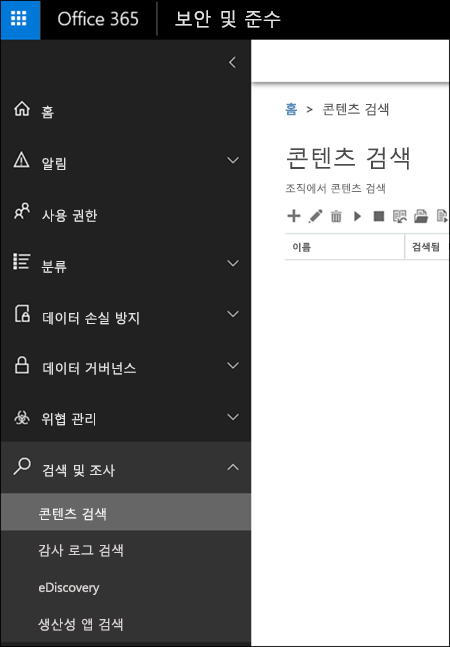 Office 365 보안 및 준수
홈
알림
사용 권한
분류
데이터 손실 방지
데이터 거버넌스
위협 관리
검색 및 조사
콘텐츠 검색
감사 로그 검색
eDiscovery
생산성 앱 검색
홈 > 콘텐츠 검색
콘텐츠 검색
조직에서 콘텐츠 검색
이름 검색됨